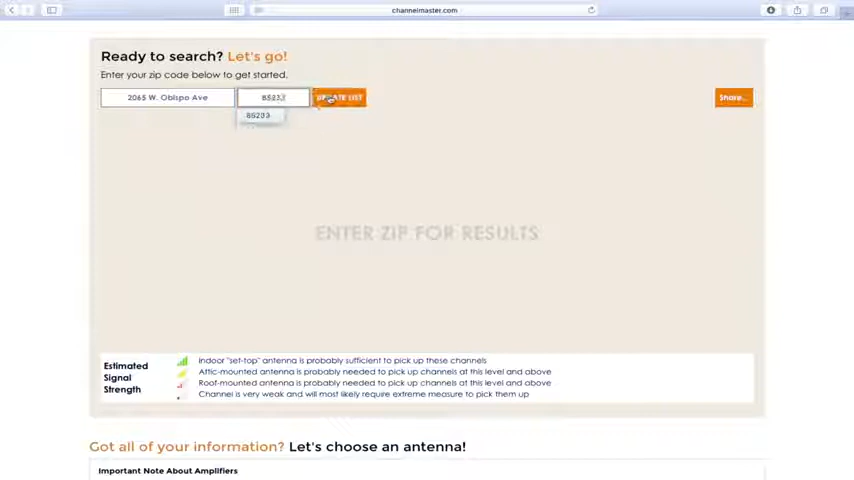 channelmaster.com
Ready to search? Let's go!
Enter your zip code below to get started.
2065 W. Obispo Ave 85233 UPDATE LIST Share...
85233
ENTER ZIP FOR RESULTS
Estimated Signal Strength
Indoor "set-top" antenna is probably sufficient to pick up these channels
Attic-mounted antenna is probably needed to pick up channels at this level and above
Roof-mounted antenna is probably needed to pick up channels at this level and above
Channel is very weak and will most likely require extreme measure to pick them up
Got all of your information? Let's choose an antenna!
Important Note About Amplifiers